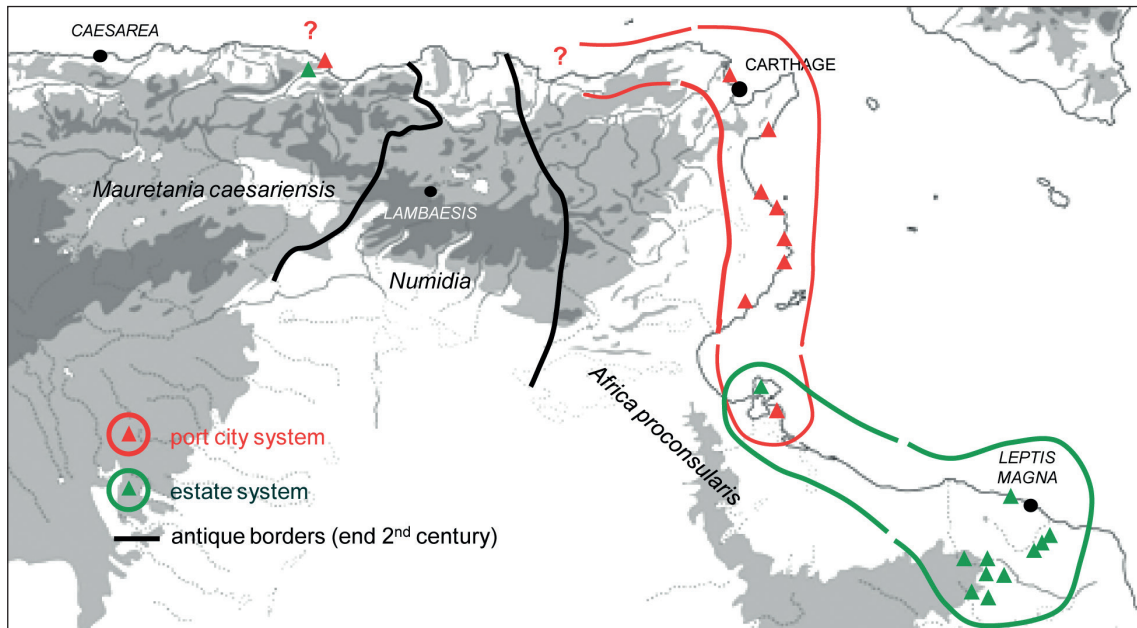 CAESAREA
?
?
CARTHAGE
Mauretania caesariensis
LAMBAESIS
Numidia
Africa proconsularis
LEPTIS
MAGNA
port city system
estate system
antique borders (end 2nd century)